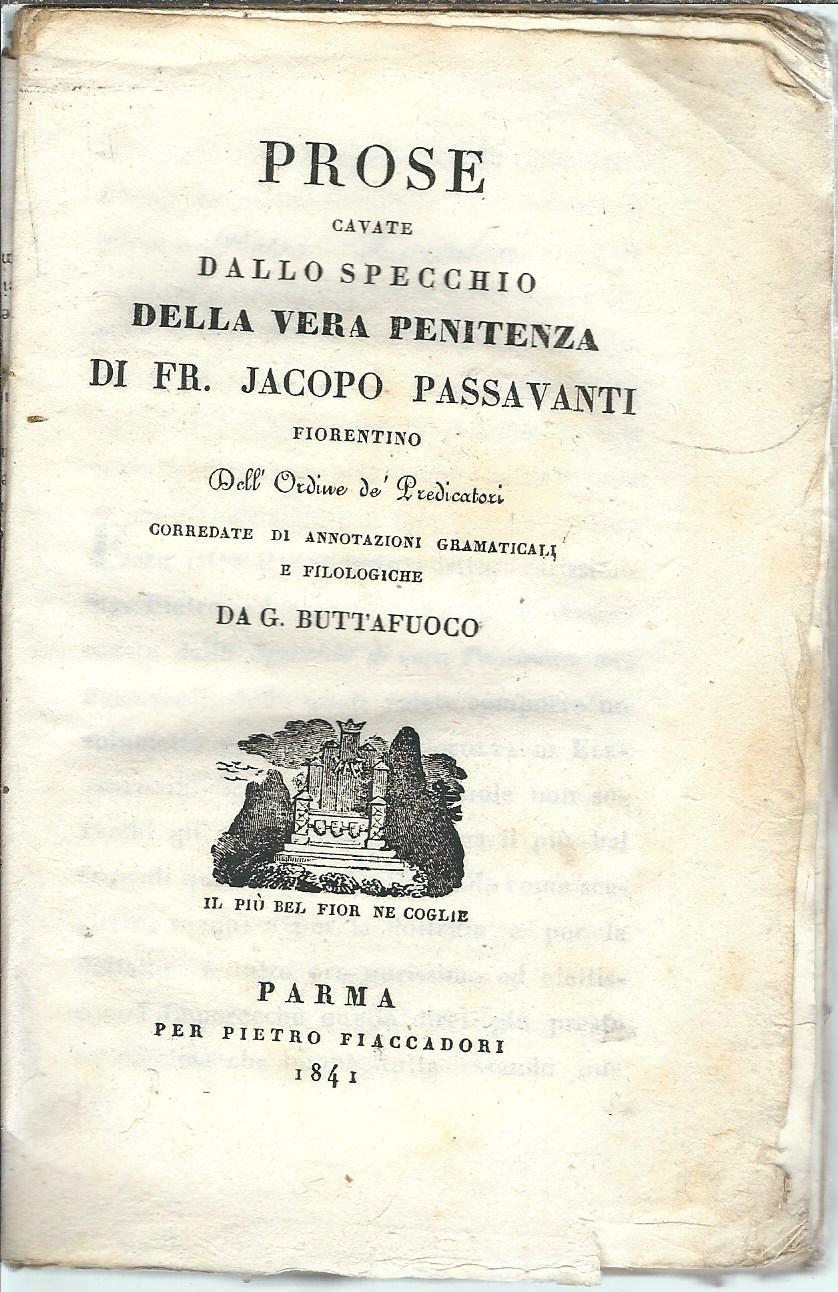 PROSE
CAVATE
DALLO SPECCHIO
DELLA VERA PENITENZA
DI FR. JACOPO PASSAVANTI
FIORENTINO
Dell' Ordine de' Predicatori
CORREDATE DI ANNOTAZIONI GRAMATICALI
E FILOLOGICHE
DA G. BUTTAFUOCO
IL PIÙ BEL FIOR NE COGLIE
PARMA
PER PIETRO FIACCADORI
1841